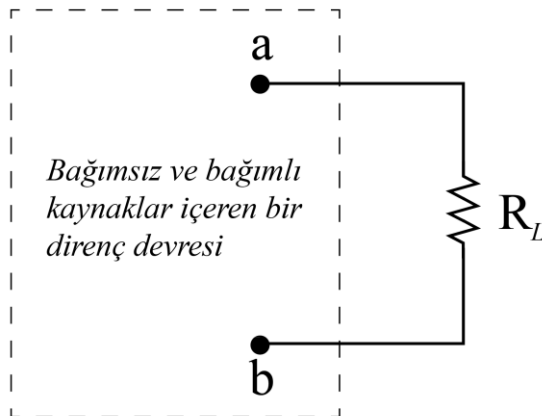 a
Bağımsız ve bağımlı
kaynaklar içeren bir
direnç devresi
R_L
b